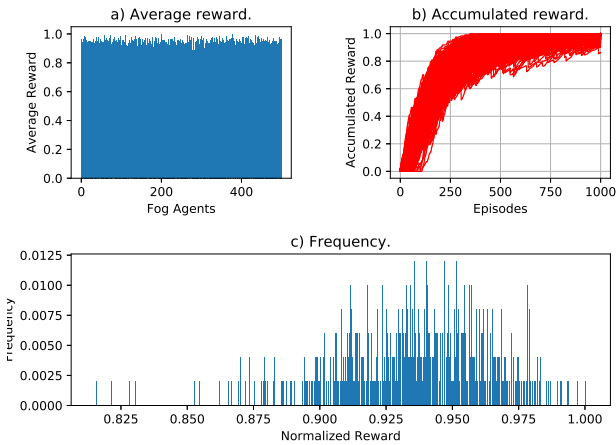 a) Average reward.
1.0
0.8
0.6
0.4
0.2
0.0
Average Reward
0 200 400
Fog Agents
b) Accumulated reward.
1.0
0.8
0.6
0.4
0.2
0.0
Accumulated Reward
0 250 500 750 1000
Episodes
c) Frequency.
0.0125
0.0100
0.0075
0.0050
0.0025
0.0000
Frequency
0.825 0.850 0.875 0.900 0.925 0.950 0.975 1.000
Normalized Reward